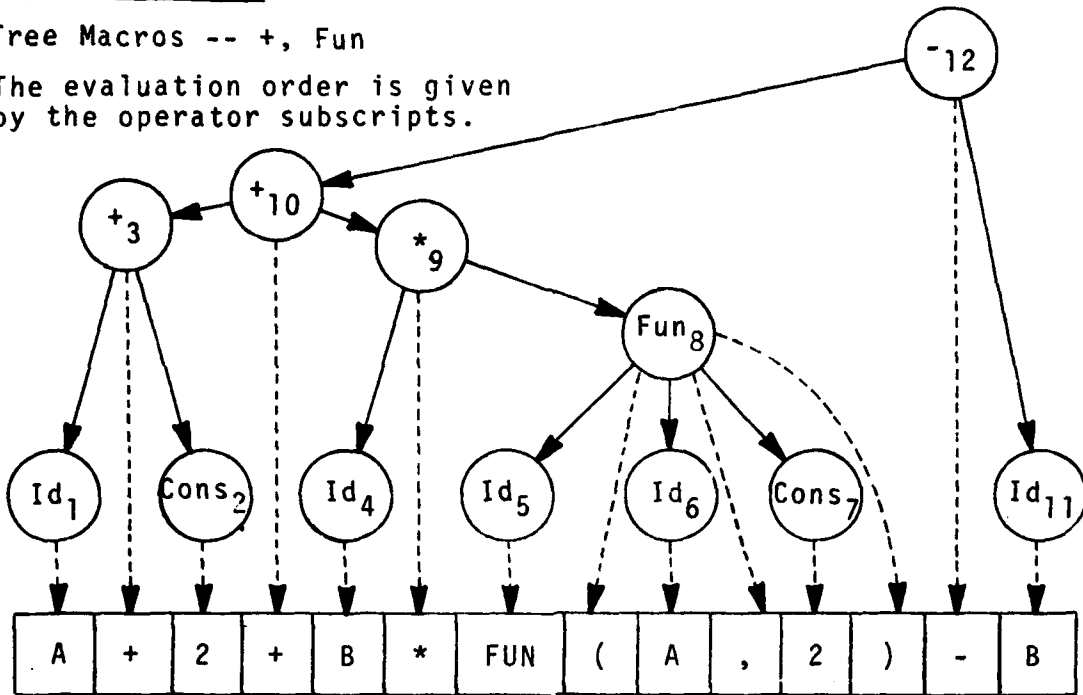 Tree Macros -- +, Fun
The evaluation order is given
by the operator subscripts.
-12
+10
+3
*9
Fun8
Id1
Cons2
Id4
Id5
Id6
Cons7
Id11
A + 2 + B * FUN ( A , 2 ) - B